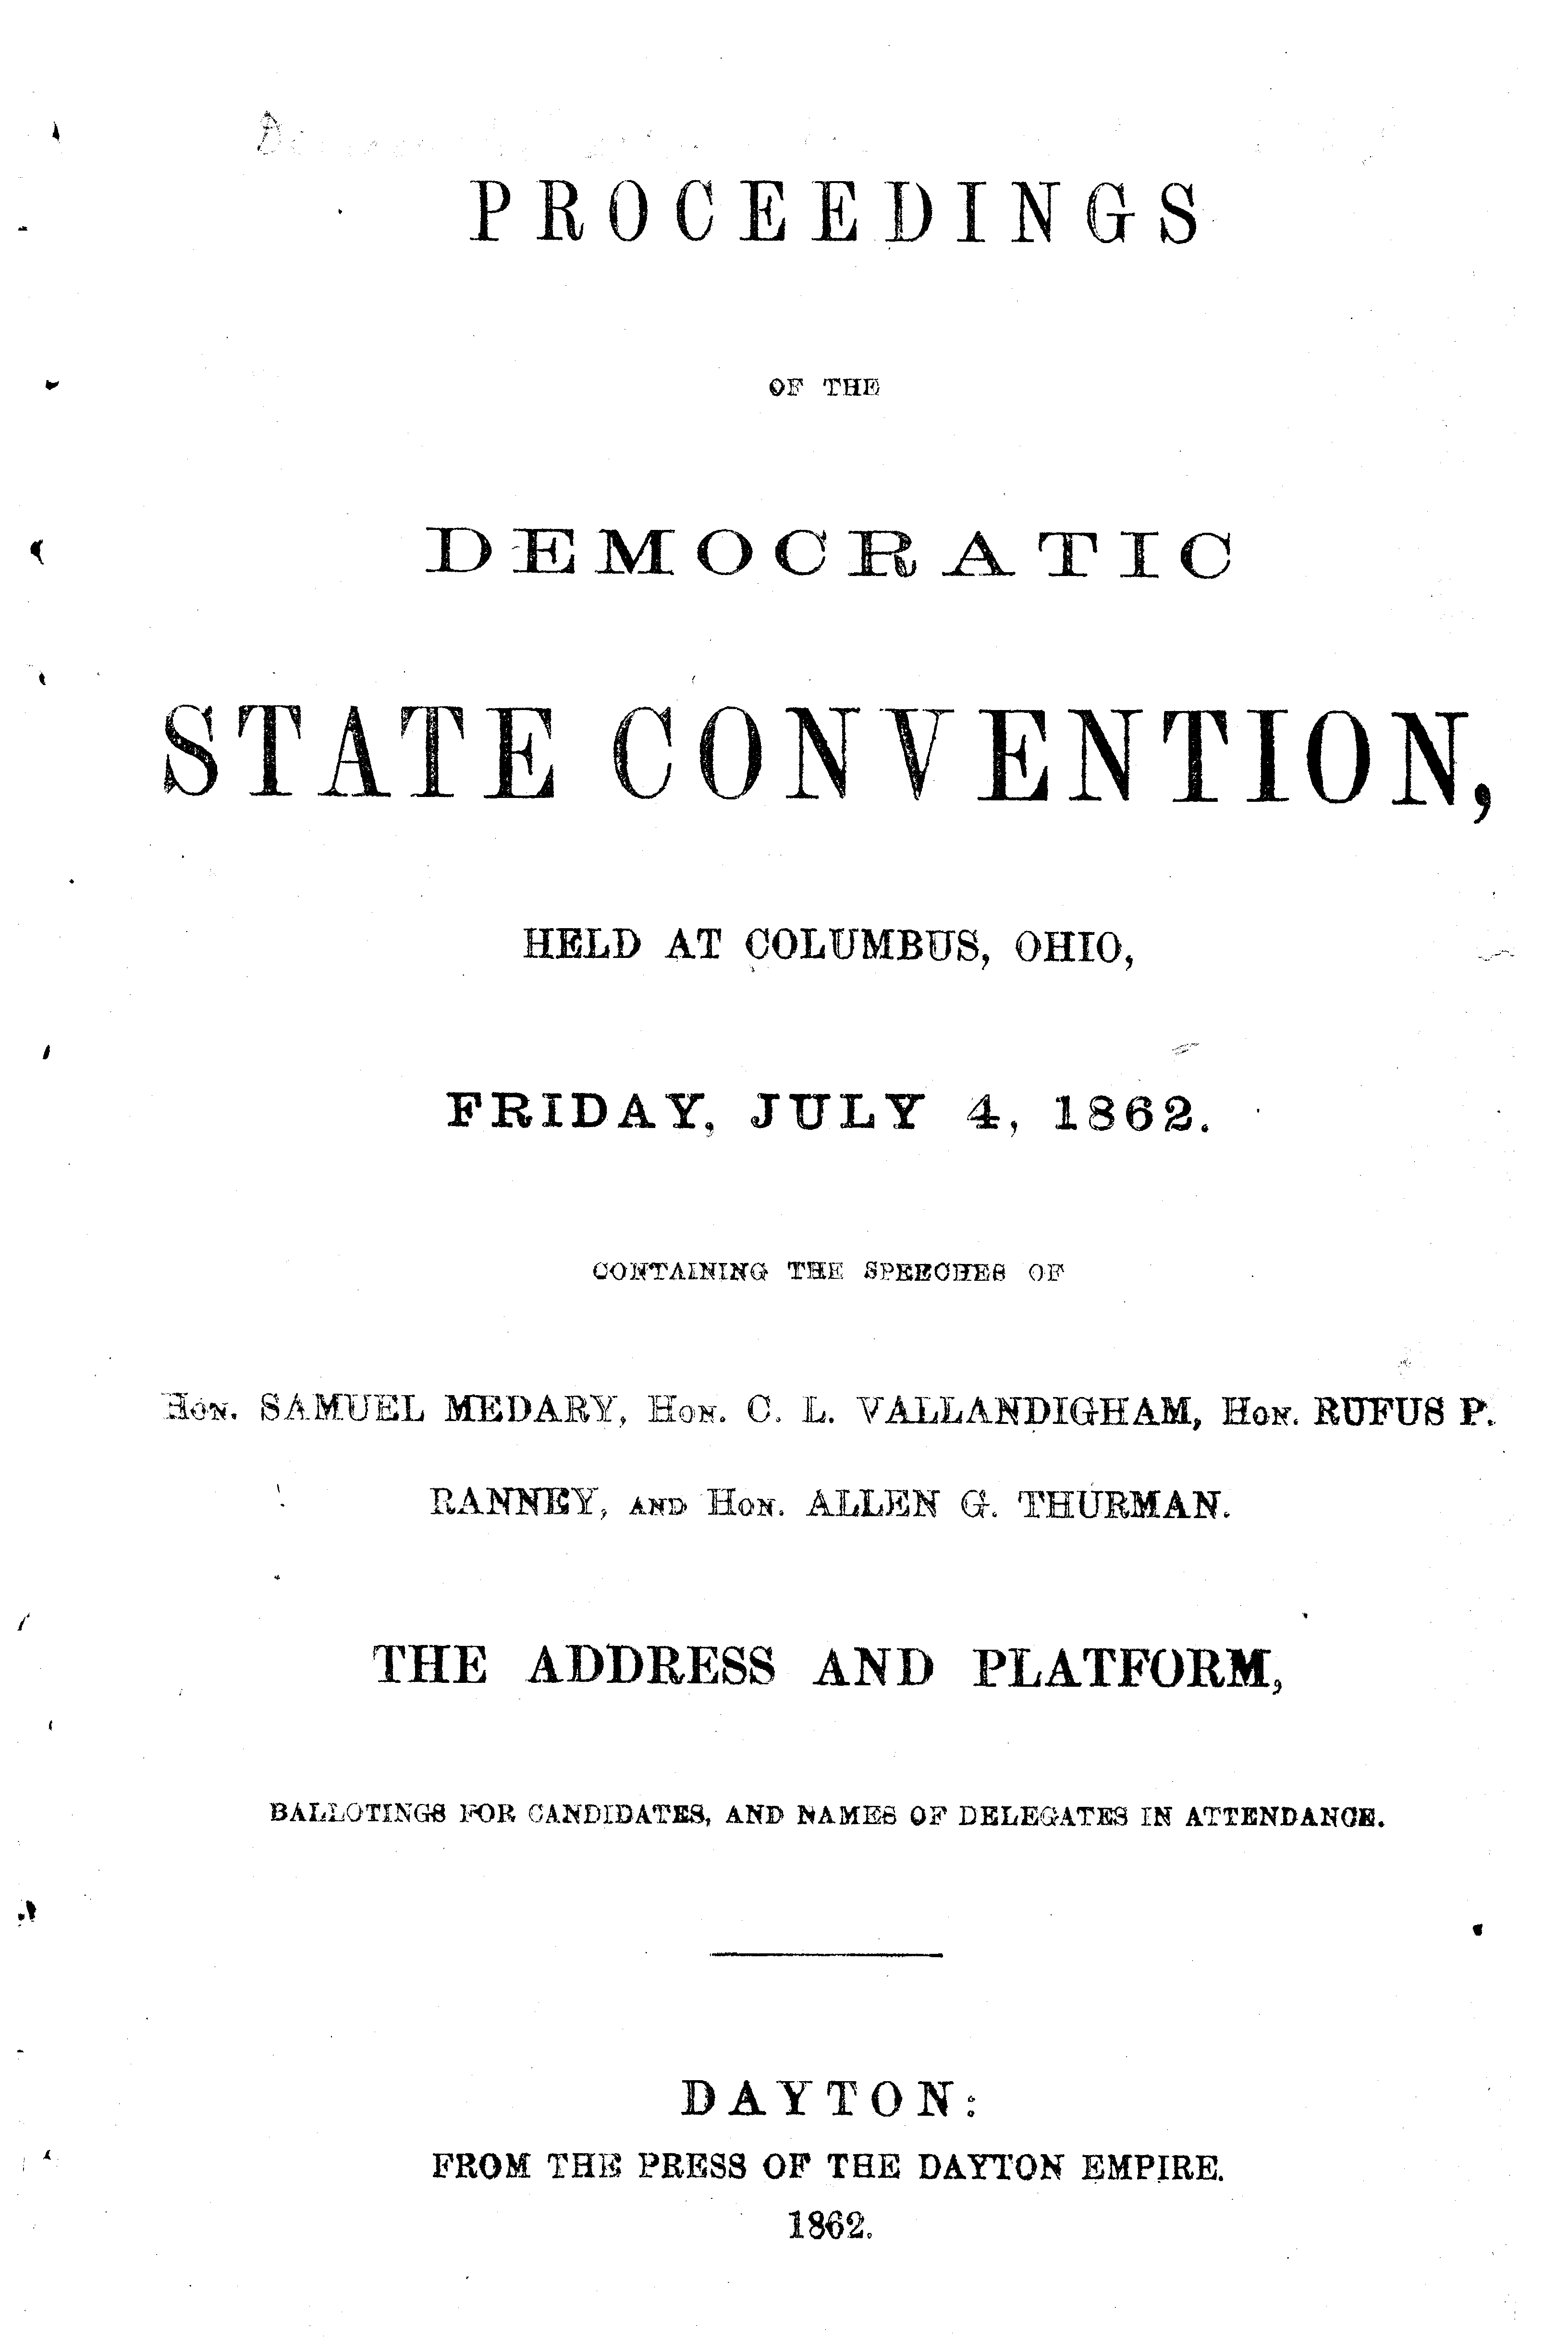 PROCEEDINGS
OF THE
DEMOCRATIC
STATE CONVENTION,
HELD AT COLUMBUS, OHIO,
FRIDAY, JULY 4, 1862.
CONTAINING THE SPEECHES OF
Hon. SAMUEL MEDARY, Hon. C. L. VALLANDIGHAM, Hon. RUFUS P.
RANNEY, AND Hon. ALLEN G. THURMAN.
THE ADDRESS AND PLATFORM,
BALLOTINGS FOR CANDIDATES, AND NAMES OF DELEGATES IN ATTENDANCE.
DAYTON:
FROM THE PRESS OF THE DAYTON EMPIRE.
1862.